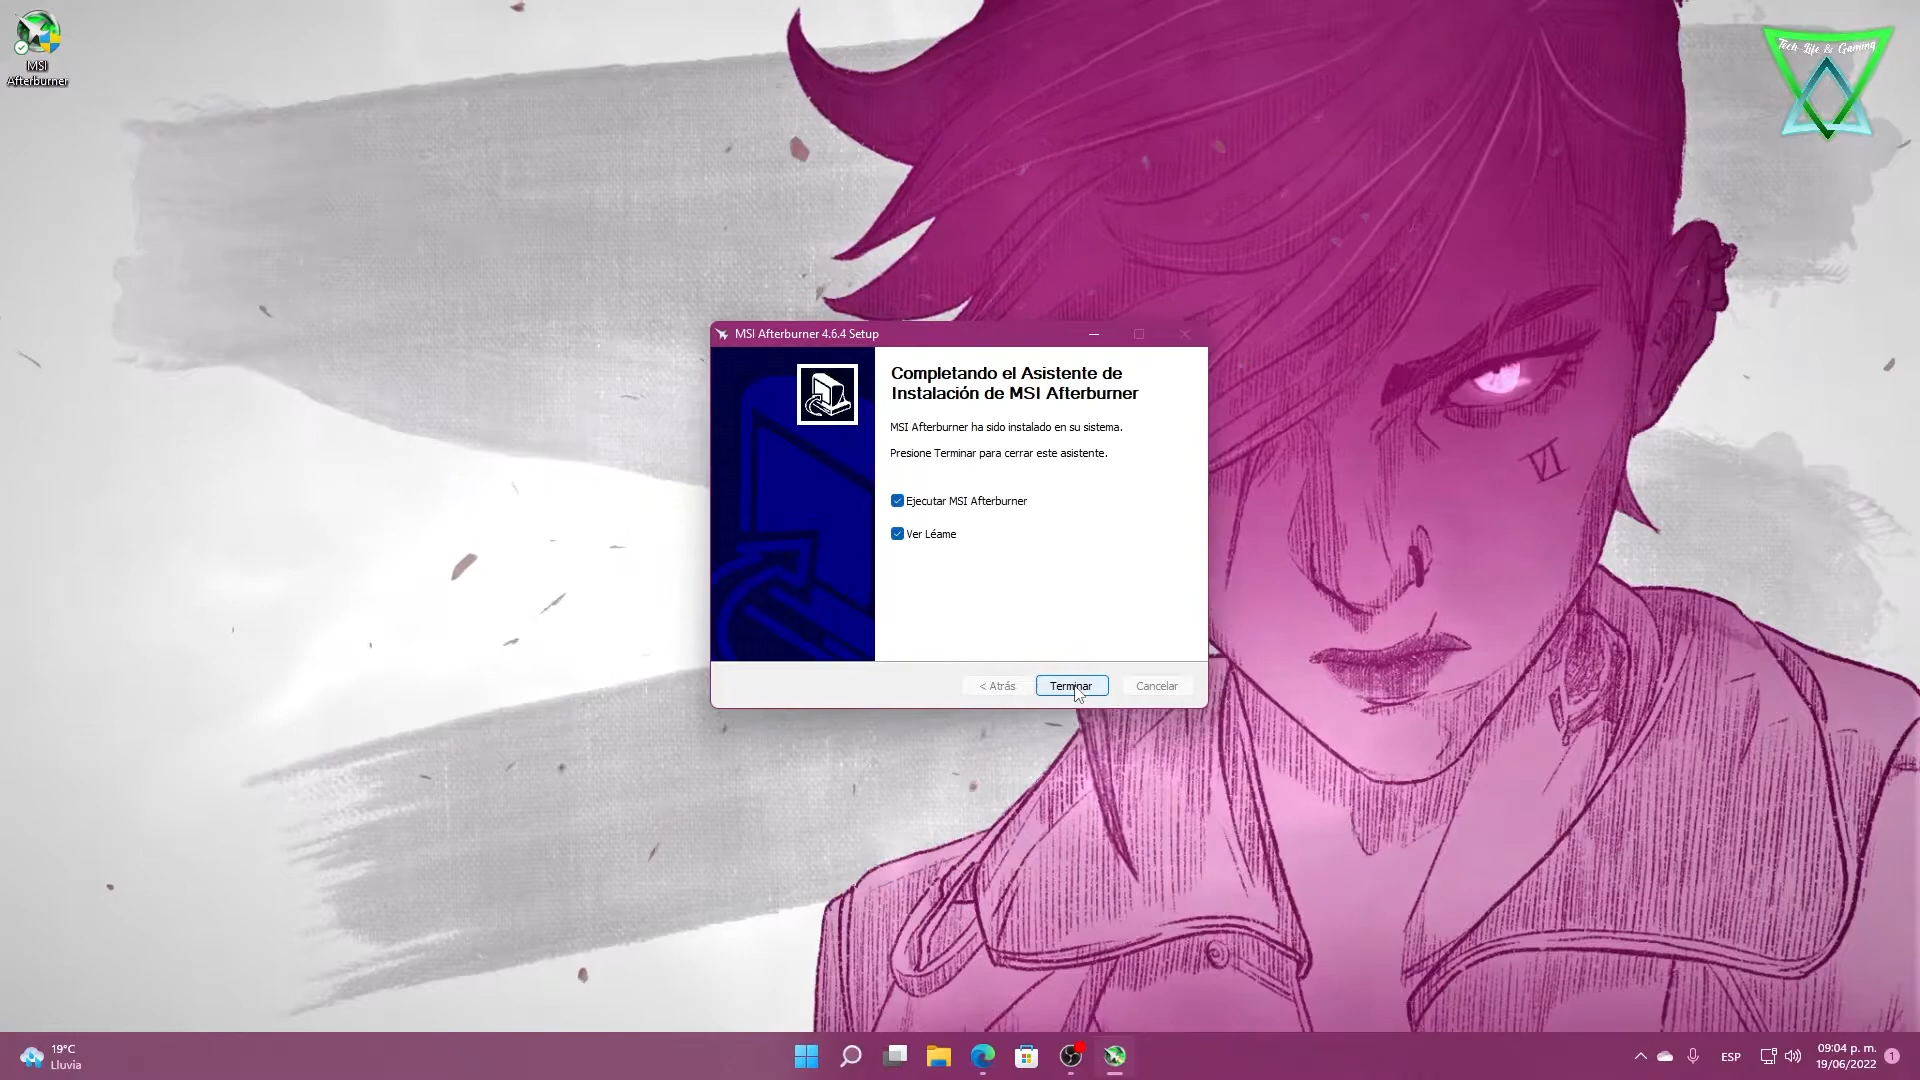 MSI
Afterburner
Tech Life & Gaming
MSI Afterburner 4.6.4 Setup
Completando el Asistente de
Instalación de MSI Afterburner
MSI Afterburner ha sido instalado en su sistema.
Presione Terminar para cerrar este asistente.
Ejecutar MSI Afterburner
Ver Léame
< Atrás
Terminar
Cancelar
VI
19°C
Lluvia
ESP
09:04 p. m.
19/06/2022
1